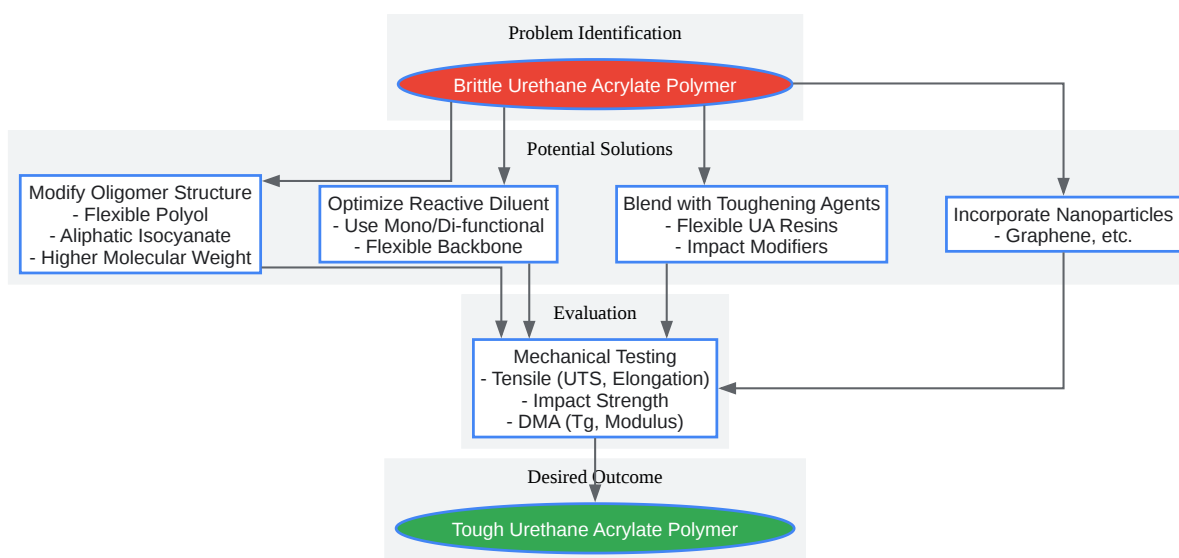 Problem Identification
Brittle Urethane Acrylate Polymer
Potential Solutions
Modify Oligomer Structure
- Flexible Polyol
- Aliphatic Isocyanate
- Higher Molecular Weight
Optimize Reactive Diluent
- Use Mono/Di-functional
- Flexible Backbone
Blend with Toughening Agents
- Flexible UA Resins
- Impact Modifiers
Incorporate Nanoparticles
- Graphene, etc.
Evaluation
Mechanical Testing
- Tensile (UTS, Elongation)
- Impact Strength
- DMA (Tg, Modulus)
Desired Outcome
Tough Urethane Acrylate Polymer